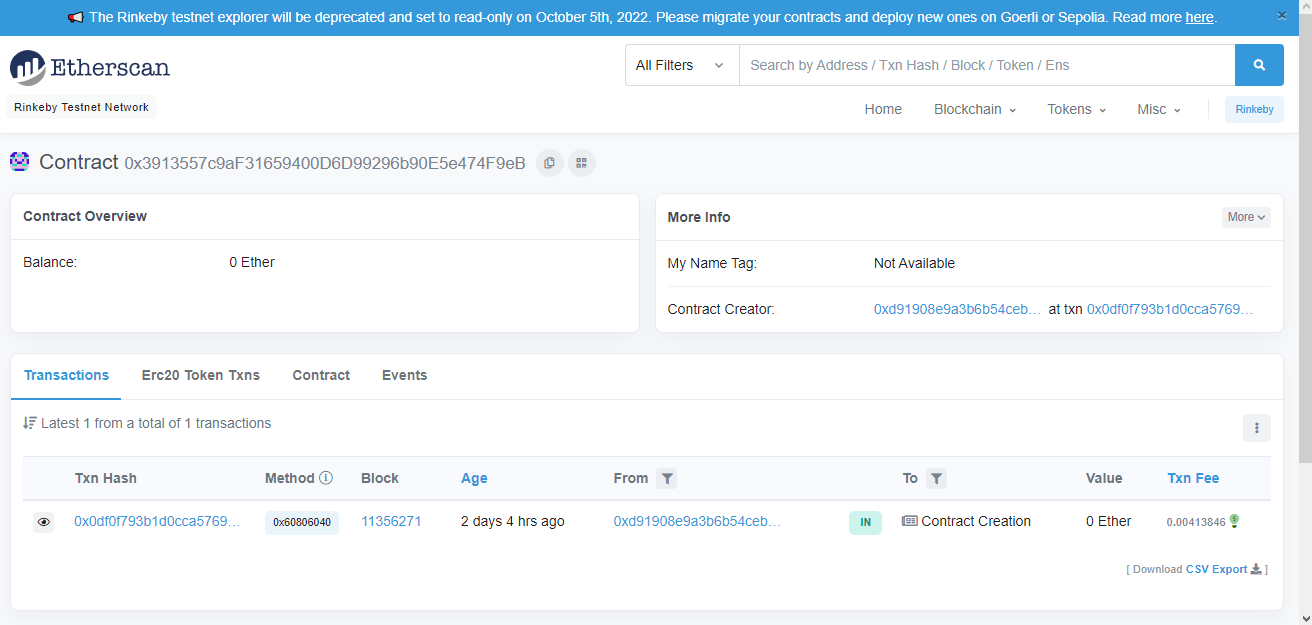 The Rinkeby testnet explorer will be deprecated and set to read-only on October 5th, 2022. Please migrate your contracts and deploy new ones on Goerli or Sepolia. Read more here.
Etherscan
All Filters
Search by Address / Txn Hash / Block / Token / Ens
Rinkeby Testnet Network
Home Blockchain Tokens Misc Rinkeby
Contract 0x3913557c9aF31659400D6D99296b90E5e474F9eB
Contract Overview
Balance: 0 Ether
More Info More
My Name Tag: Not Available
Contract Creator: 0xd91908e9a3b6b54ceb... at txn 0x0df0f793b1d0cca5769...
Transactions Erc20 Token Txns Contract Events
Latest 1 from a total of 1 transactions
Txn Hash Method Block Age From To Value Txn Fee
0x0df0f793b1d0cca5769... 0x60806040 11356271 2 days 4 hrs ago 0xd91908e9a3b6b54ceb... IN Contract Creation 0 Ether 0.00413846
[ Download CSV Export ]